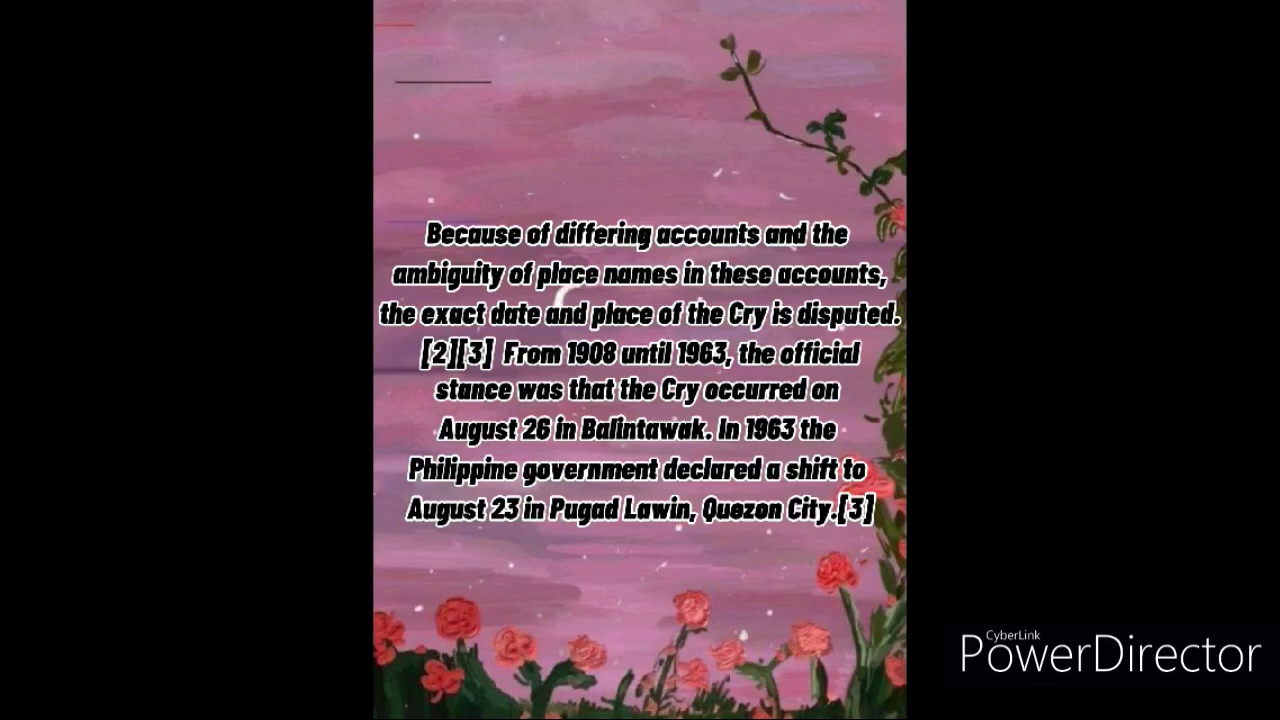 Because of differing accounts and the
ambiguity of place names in these accounts,
the exact date and place of the Cry is disputed.
[2][3] From 1908 until 1963, the official
stance was that the Cry occurred on
August 26 in Balintawak. In 1963 the
Philippine government declared a shift to
August 23 in Pugad Lawin, Quezon City.[3]
CyberLink
PowerDirector